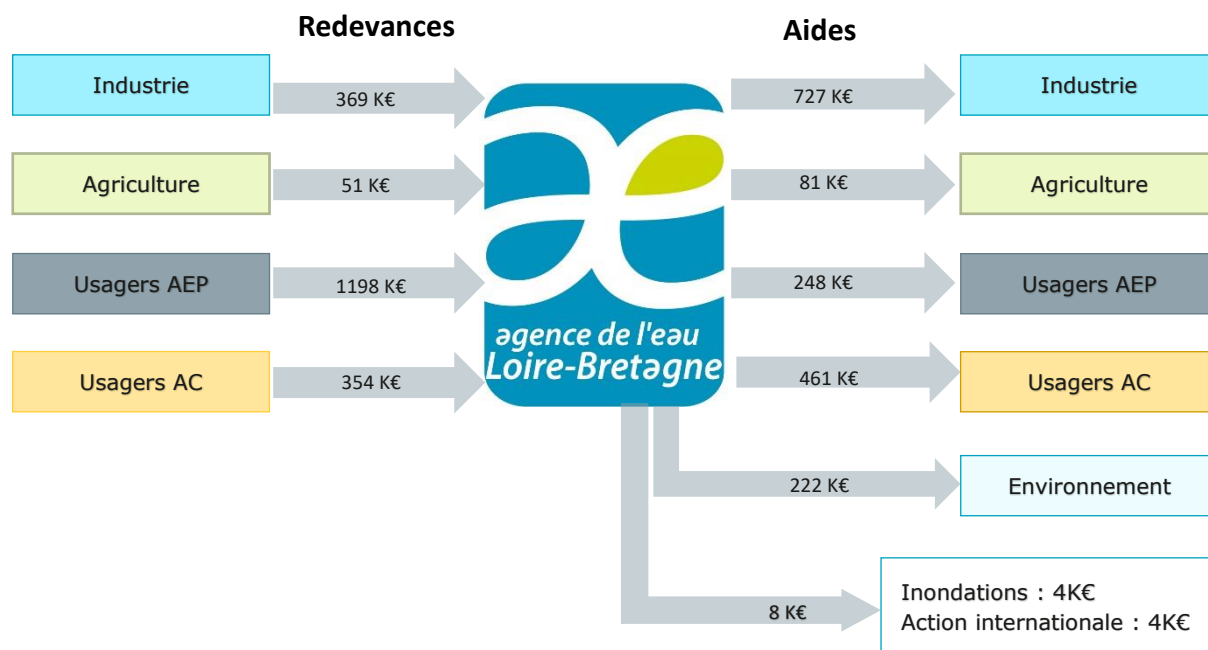 Redevances
Aides
Industrie
369 K€
727 K€
Industrie
Agriculture
51 K€
81 K€
Agriculture
Usagers AEP
1198 K€
248 K€
Usagers AEP
Usagers AC
354 K€
461 K€
Usagers AC
æ
agence de l'eau
Loire-Bretagne
222 K€
Environnement
8 K€
Inondations : 4K€
Action internationale : 4K€